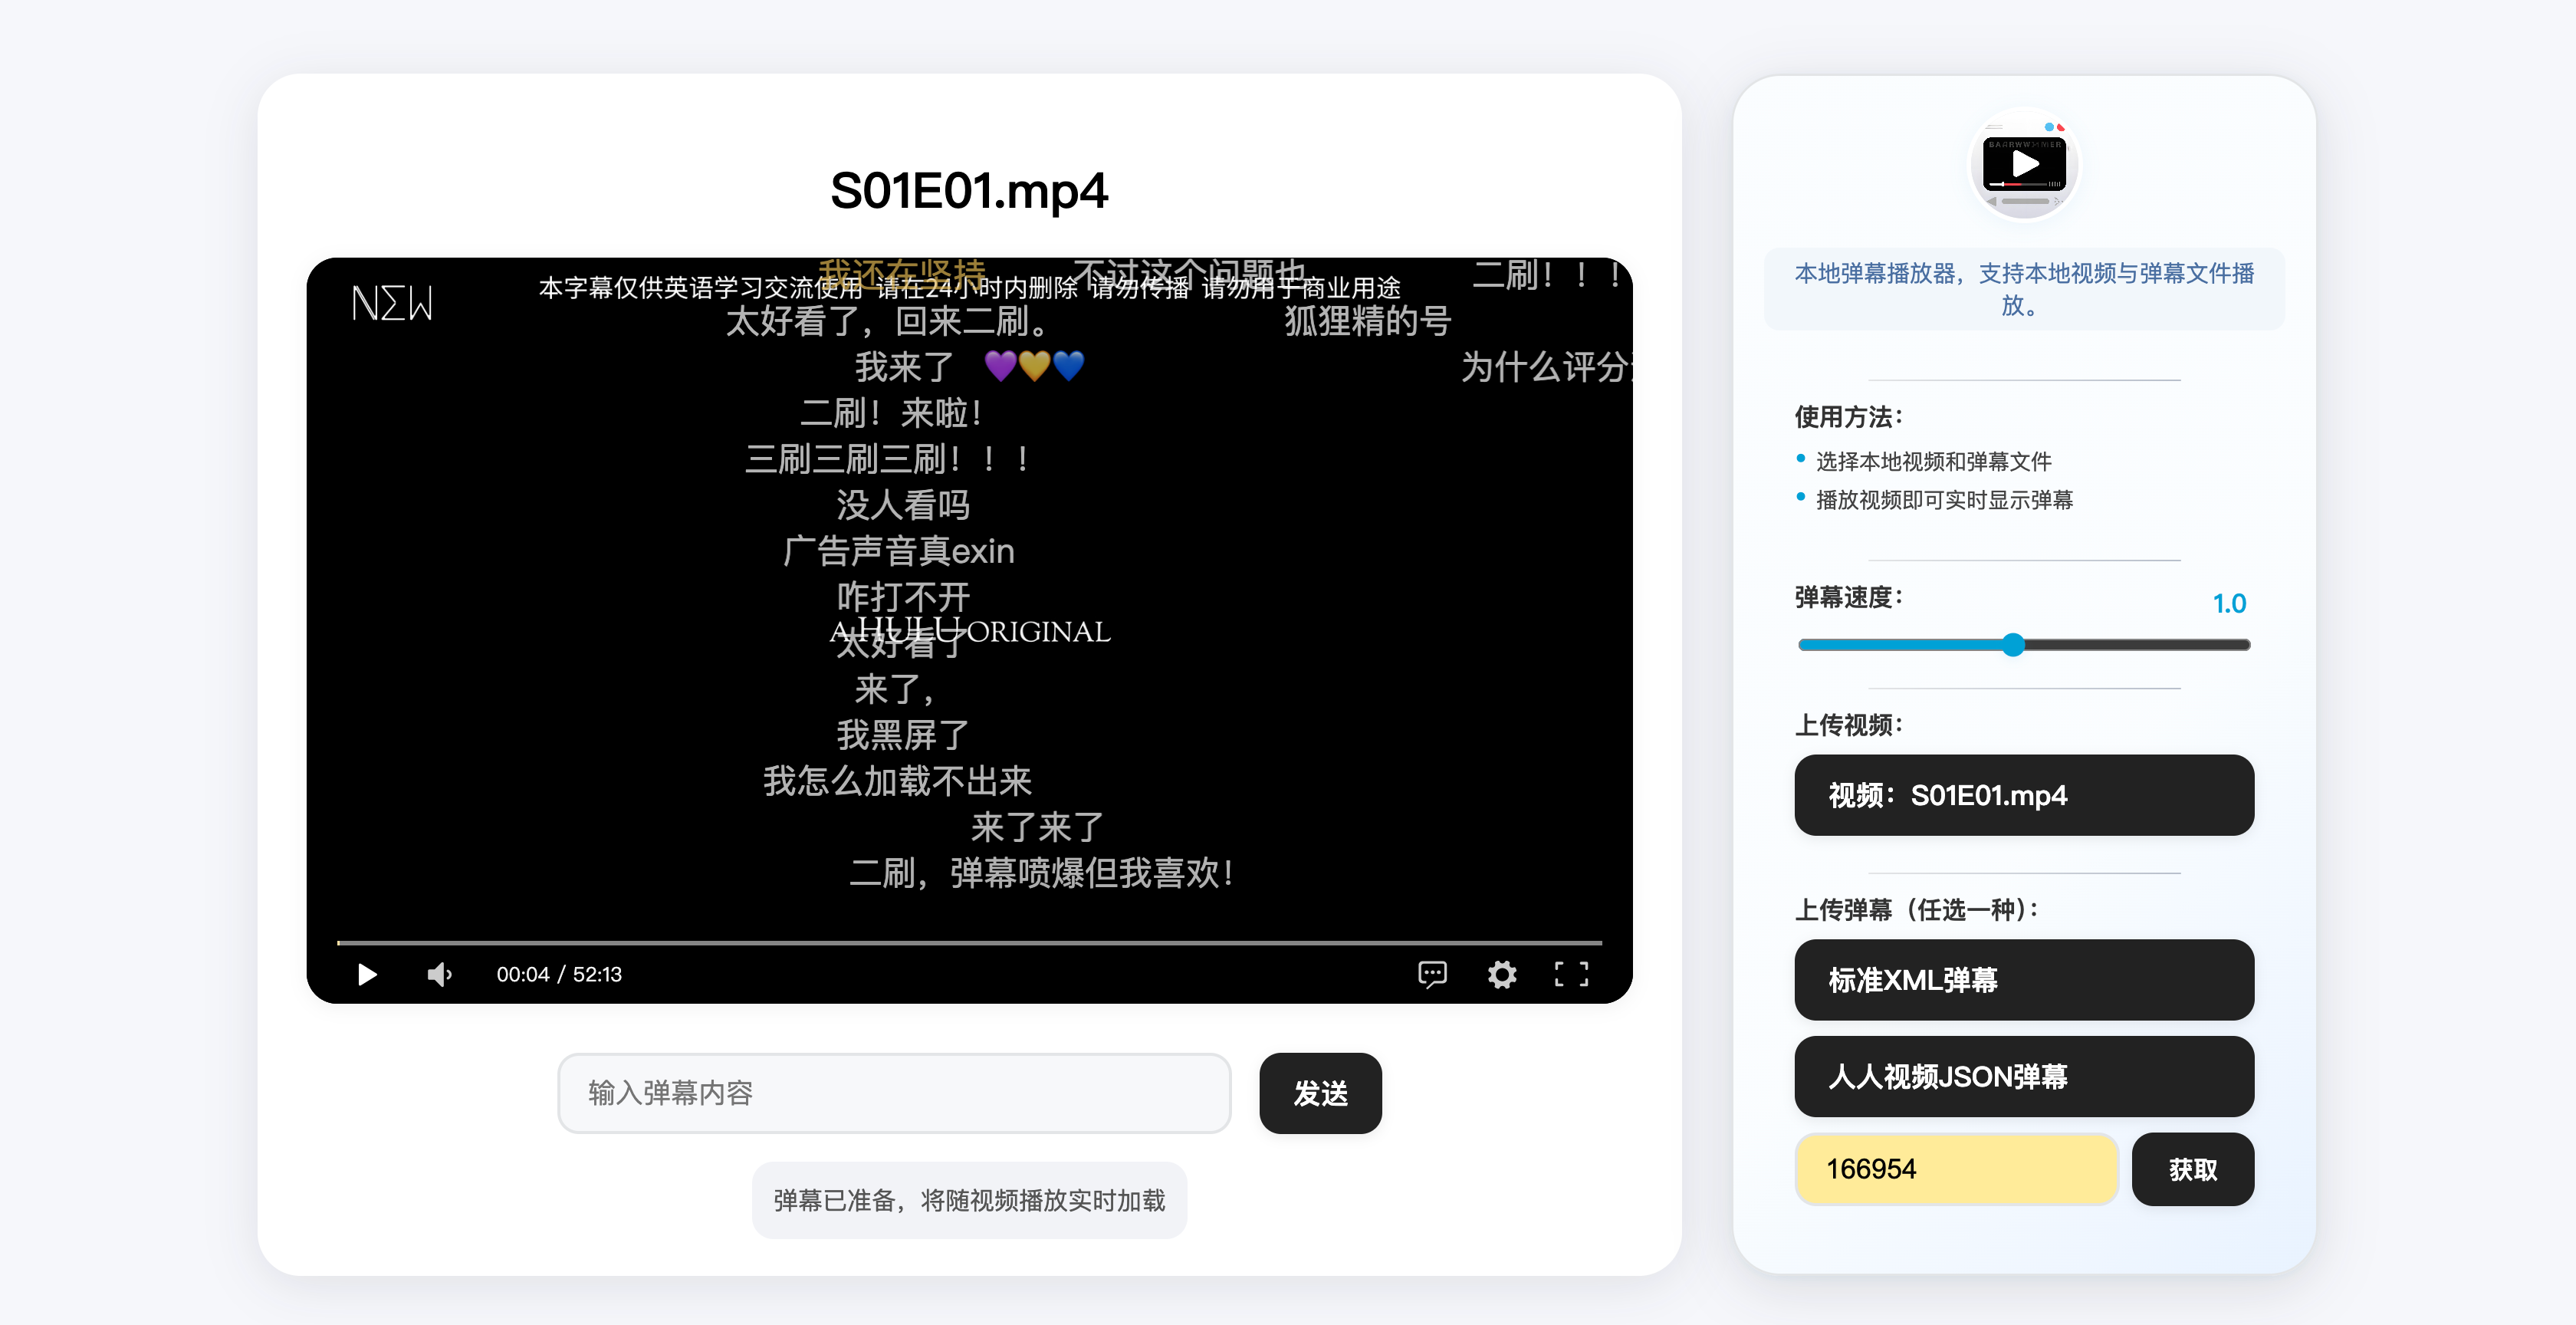 S01E01.mp4
NEW
我还在坚持
不过这个问题也
二刷！！！
本字幕仅供英语学习交流使用 请在24小时内删除 请勿传播 请勿用于商业用途
太好看了，回来二刷。
狐狸精的号
我来了 💜💛💙
为什么评分
二刷！来啦！
三刷三刷三刷！！！
没人看吗
广告声音真exin
咋打不开
A HULU ORIGINAL
太好看了
来了，
我黑屏了
我怎么加载不出来
来了来了
二刷，弹幕喷爆但我喜欢！
00:04 / 52:13
输入弹幕内容
发送
弹幕已准备，将随视频播放实时加载
本地弹幕播放器，支持本地视频与弹幕文件播
放。
使用方法：
• 选择本地视频和弹幕文件
• 播放视频即可实时显示弹幕
弹幕速度：
1.0
上传视频：
视频：S01E01.mp4
上传弹幕（任选一种）：
标准XML弹幕
人人视频JSON弹幕
166954
获取